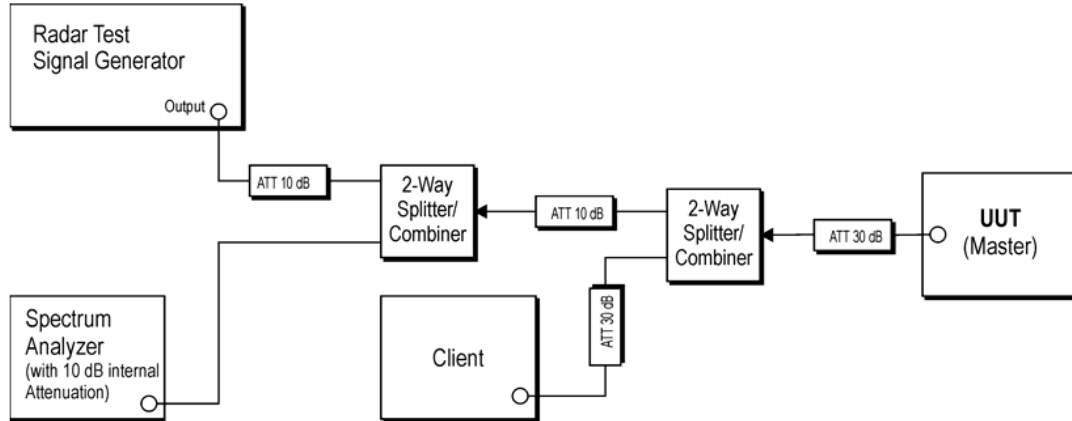 Radar Test
Signal Generator
Output
ATT 10 dB
2-Way
Splitter/
Combiner
ATT 10 dB
2-Way
Splitter/
Combiner
ATT 30 dB
UUT
(Master)
Spectrum
Analyzer
(with 10 dB internal
Attenuation)
Client
ATT 30 dB